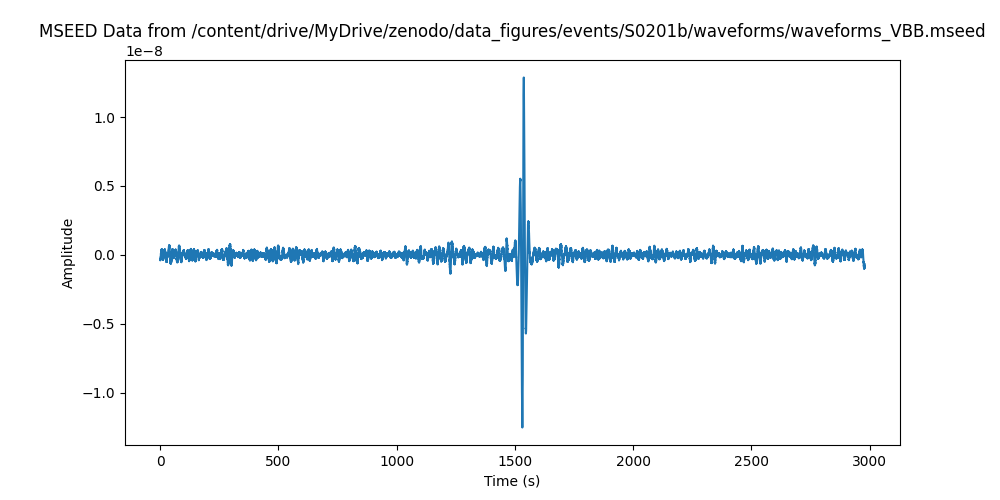 MSEED Data from /content/drive/MyDrive/zenodo/data_figures/events/S0201b/waveforms/waveforms_VBB.mseed
1e−8
1.0
0.5
0.0
−0.5
−1.0
Amplitude
0 500 1000 1500 2000 2500 3000
Time (s)